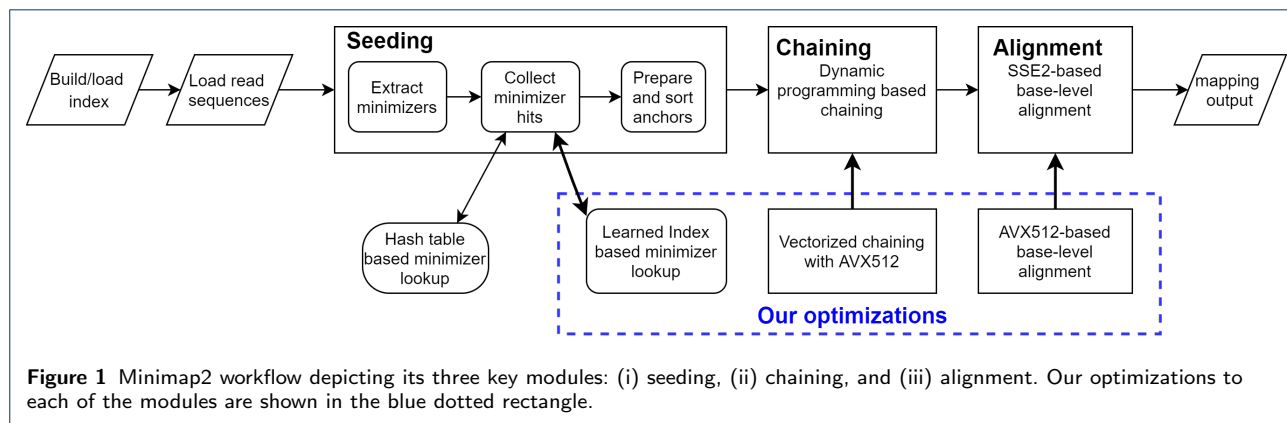 Build/load
index
Load read
sequences
Seeding
Extract
minimizers
Collect
minimizer
hits
Prepare
and sort
anchors
Chaining
Dynamic
programming based
chaining
Alignment
SSE2-based
base-level
alignment
mapping
output
Hash table
based minimizer
lookup
Learned Index
based minimizer
lookup
Vectorized chaining
with AVX512
AVX512-based
base-level
alignment
Our optimizations
Figure 1 Minimap2 workflow depicting its three key modules: (i) seeding, (ii) chaining, and (iii) alignment. Our optimizations to
each of the modules are shown in the blue dotted rectangle.